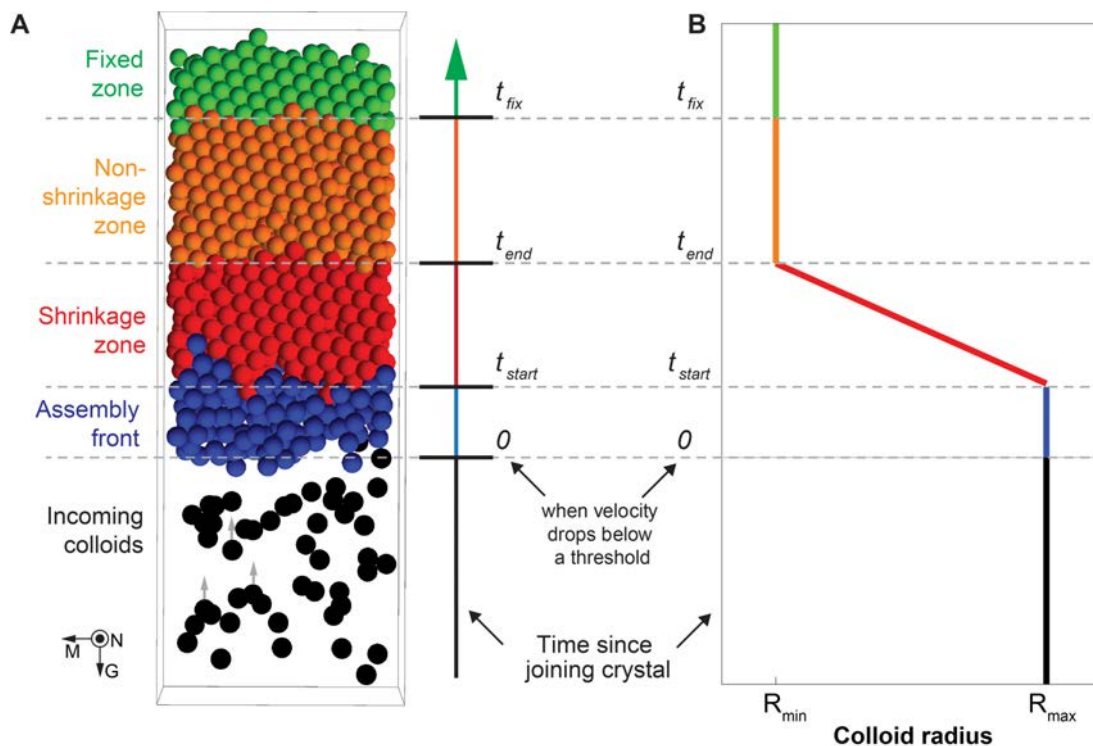 A
B
Fixed
zone
Non-
shrinkage
zone
Shrinkage
zone
Assembly
front
Incoming
colloids
M
N
G
t_fix
t_end
t_start
0
when velocity
drops below
a threshold
Time since
joining crystal
t_fix
t_end
t_start
0
R_min
R_max
Colloid radius